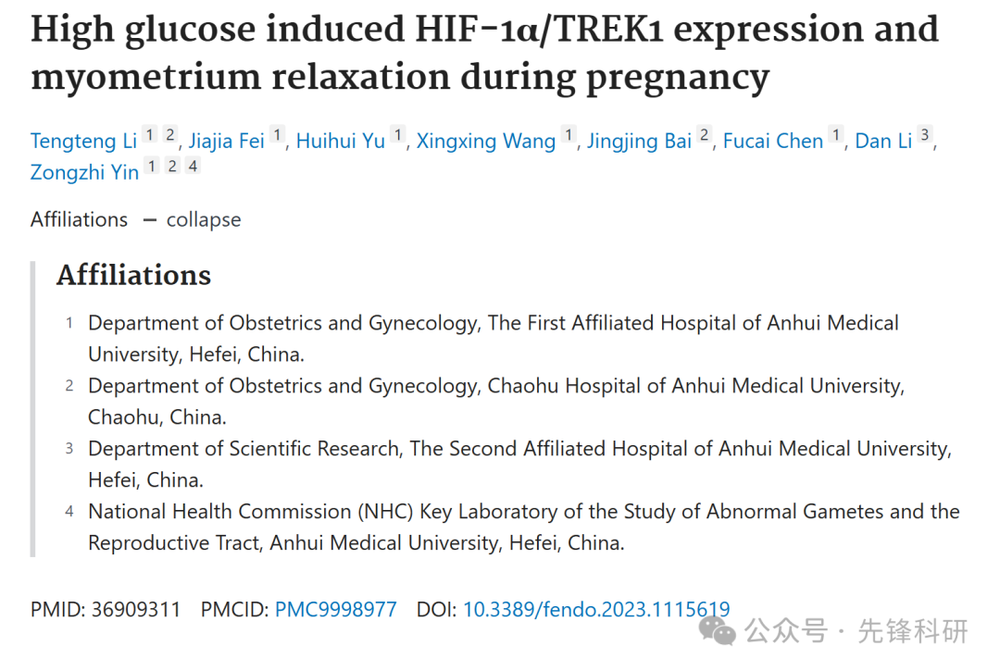 High glucose induced HIF-1α/TREK1 expression and
myometrium relaxation during pregnancy
Tengteng Li 1 2, Jiajia Fei 1, Huihui Yu 1, Xingxing Wang 1, Jingjing Bai 2, Fucai Chen 1, Dan Li 3,
Zongzhi Yin 1 2 4
Affiliations — collapse
Affiliations
1 Department of Obstetrics and Gynecology, The First Affiliated Hospital of Anhui Medical
University, Hefei, China.
2 Department of Obstetrics and Gynecology, Chaohu Hospital of Anhui Medical University,
Chaohu, China.
3 Department of Scientific Research, The Second Affiliated Hospital of Anhui Medical University,
Hefei, China.
4 National Health Commission (NHC) Key Laboratory of the Study of Abnormal Gametes and the
Reproductive Tract, Anhui Medical University, Hefei, China.
PMID: 36909311 PMCID: PMC9998977 DOI: 10.3389/fendo.2023.1115619
公众号 · 先锋科研